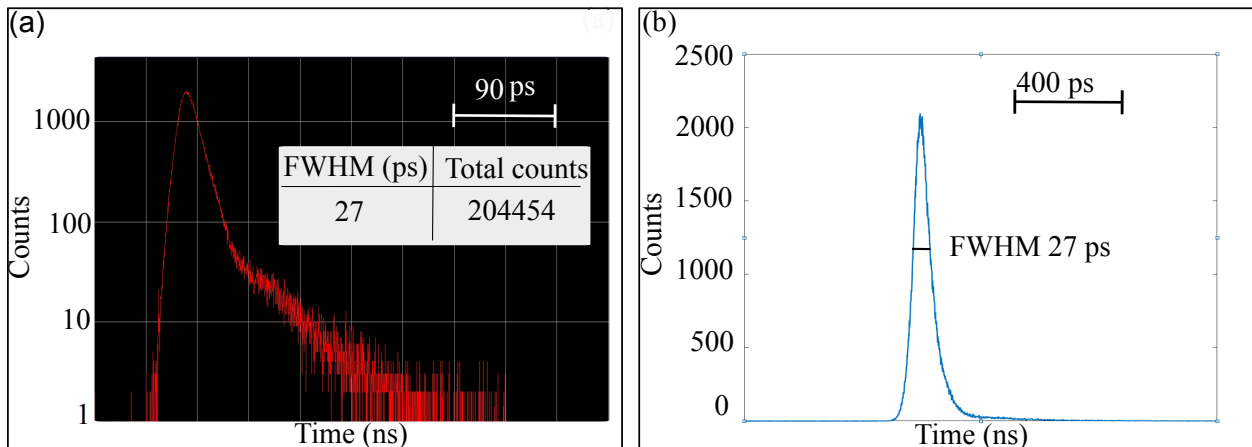 (a)
(a)
90 ps
1000
FWHM (ps) Total counts
27 204454
100
10
1
Counts
Time (ns)
(b)
2500
400 ps
2000
1500
FWHM 27 ps
1000
500
0
Counts
Time (ns)